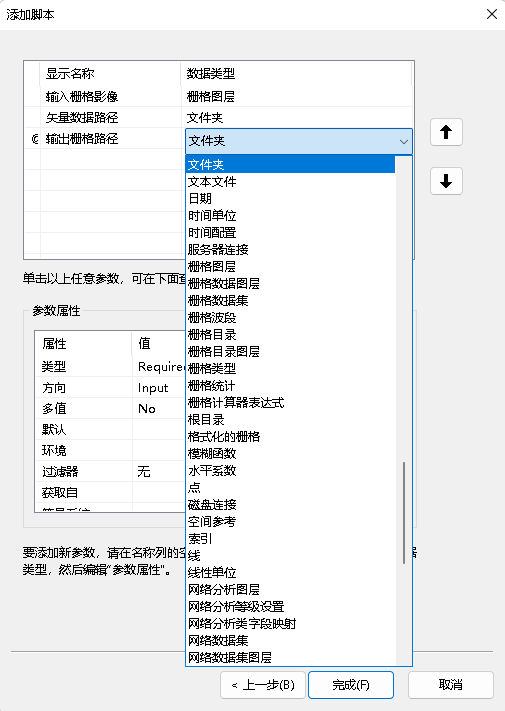 添加脚本
显示名称 数据类型
输入栅格影像 栅格图层
矢量数据路径 文件夹
输出栅格路径 文件夹
文件夹
文本文件
日期
时间单位
时间配置
服务器连接
栅格图层
栅格数据图层
栅格数据集
栅格波段
栅格目录
栅格目录图层
栅格类型
栅格统计
栅格计算器表达式
根目录
格式化的栅格
模糊函数
水平系数
点
磁盘连接
空间参考
索引
线
线性单位
网络分析图层
网络分析等级设置
网络分析类字段映射
网络数据集
网络数据集图层
单击以上任意参数，可在下面
参数属性
属性 值
类型 Require
方向 Input
多值 No
默认
环境
过滤器 无
获取自
要添加新参数，请在名称列的
类型，然后编辑"参数属性"。
< 上一步(B) 完成(F) 取消